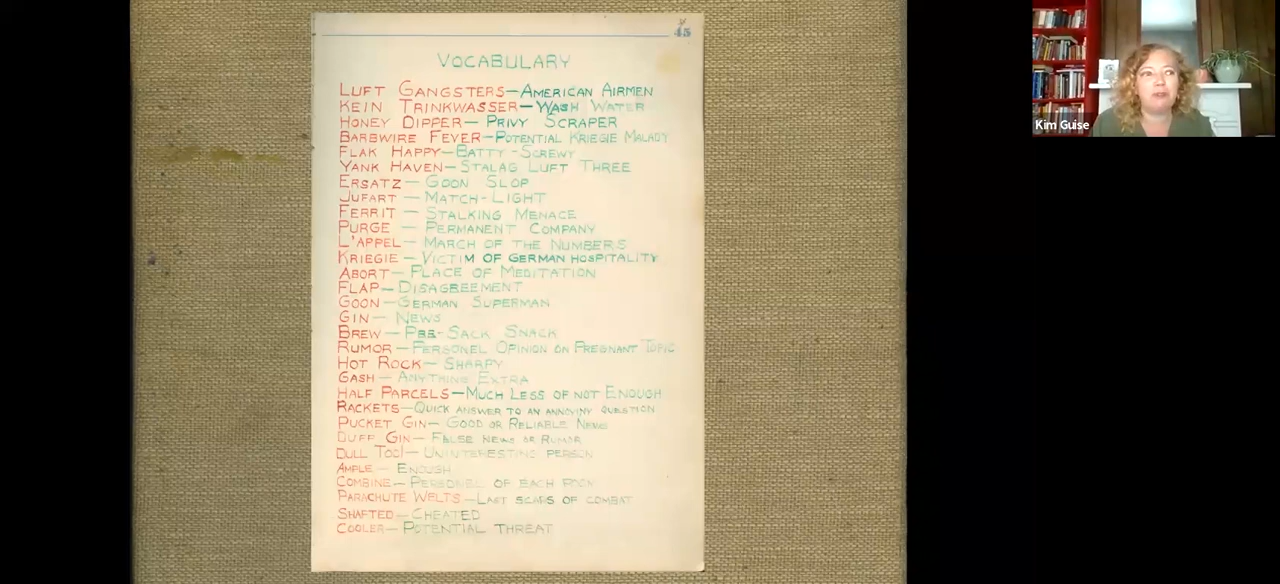 45
VOCABULARY
LUFT GANGSTERS—AMERICAN AIRMEN
KEIN TRINKWASSER—WASH WATER
HONEY DIPPER—PRIVY SCRAPER
BARBWIRE FEVER—POTENTIAL KRIEGIE MALADY
FLAK HAPPY—BATTY-SCREWY
YANK HAVEN—STALAG LUFT THREE
ERSATZ—GOON SLOP
JUFART—MATCH-LIGHT
FERRIT—STALKING MENACE
PURGE—PERMANENT COMPANY
L'APPEL—MARCH OF THE NUMBERS
KRIEGIE—VICTIM OF GERMAN HOSPITALITY
ABORT—PLACE OF MEDITATION
FLAP—DISAGREEMENT
GOON—GERMAN SUPERMAN
GIN—NEWS
BREW—PRE-SACK SNACK
RUMOR—PERSONEL OPINION ON PREGNANT TOPIC
HOT ROCK—SHARPY
GASH—ANYTHING EXTRA
HALF PARCELS—MUCH LESS OF NOT ENOUGH
RACKETS—QUICK ANSWER TO AN ANNOVINY QUESTION
PUCKET GIN—GOOD OR RELIABLE NEWS
DUFF GIN—FALSE NEWS OR RUMOR
DULL TOOL—UNINTERESTING PERSON
AMPLE—ENOUGH
COMBINE—PERSONEL OF EACH ROOM
PARACHUTE WELTS—LAST SCARS OF COMBAT
SHAFTED—CHEATED
COOLER—POTENTIAL THREAT
Kim Guise